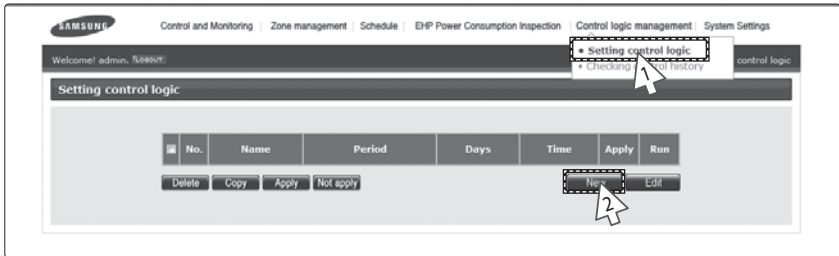 SAMSUNG
Control and Monitoring | Zone management | Schedule | EHP Power Consumption Inspection | Control logic management | System Settings
Welcome! admin. LOGOUT
• Setting control logic
• Checking control history
control logic
1
Setting control logic
No. Name Period Days Time Apply Run
Delete Copy Apply Not apply New Edit
2